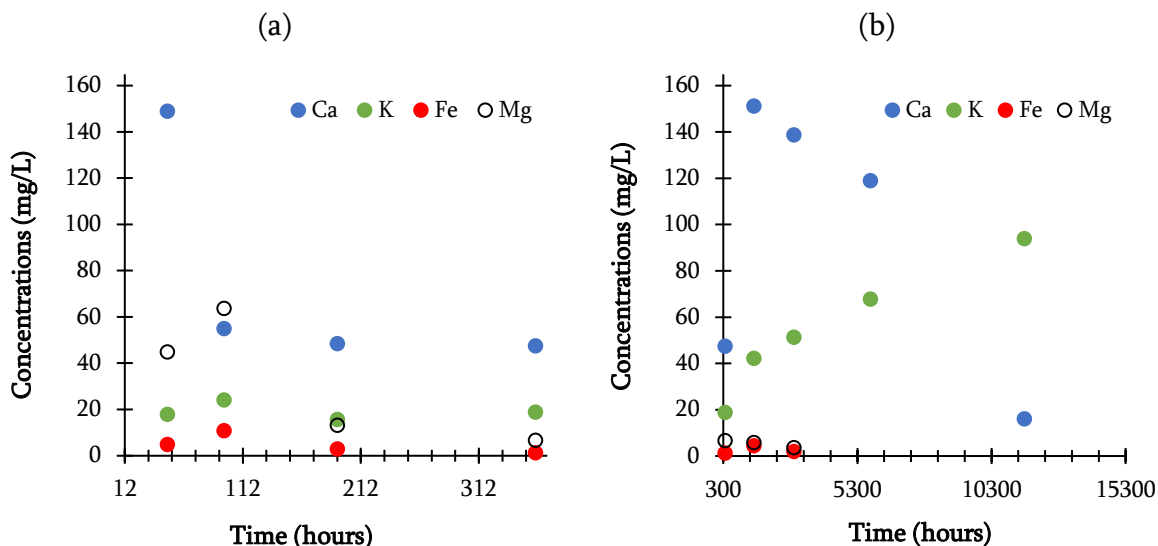 (a)
160
140
120
100
80
60
40
20
0
Concentrations (mg/L)
Ca K Fe Mg
12 112 212 312
Time (hours)
(b)
160
140
120
100
80
60
40
20
0
Concentrations (mg/L)
Ca K Fe Mg
300 5300 10300 15300
Time (hours)